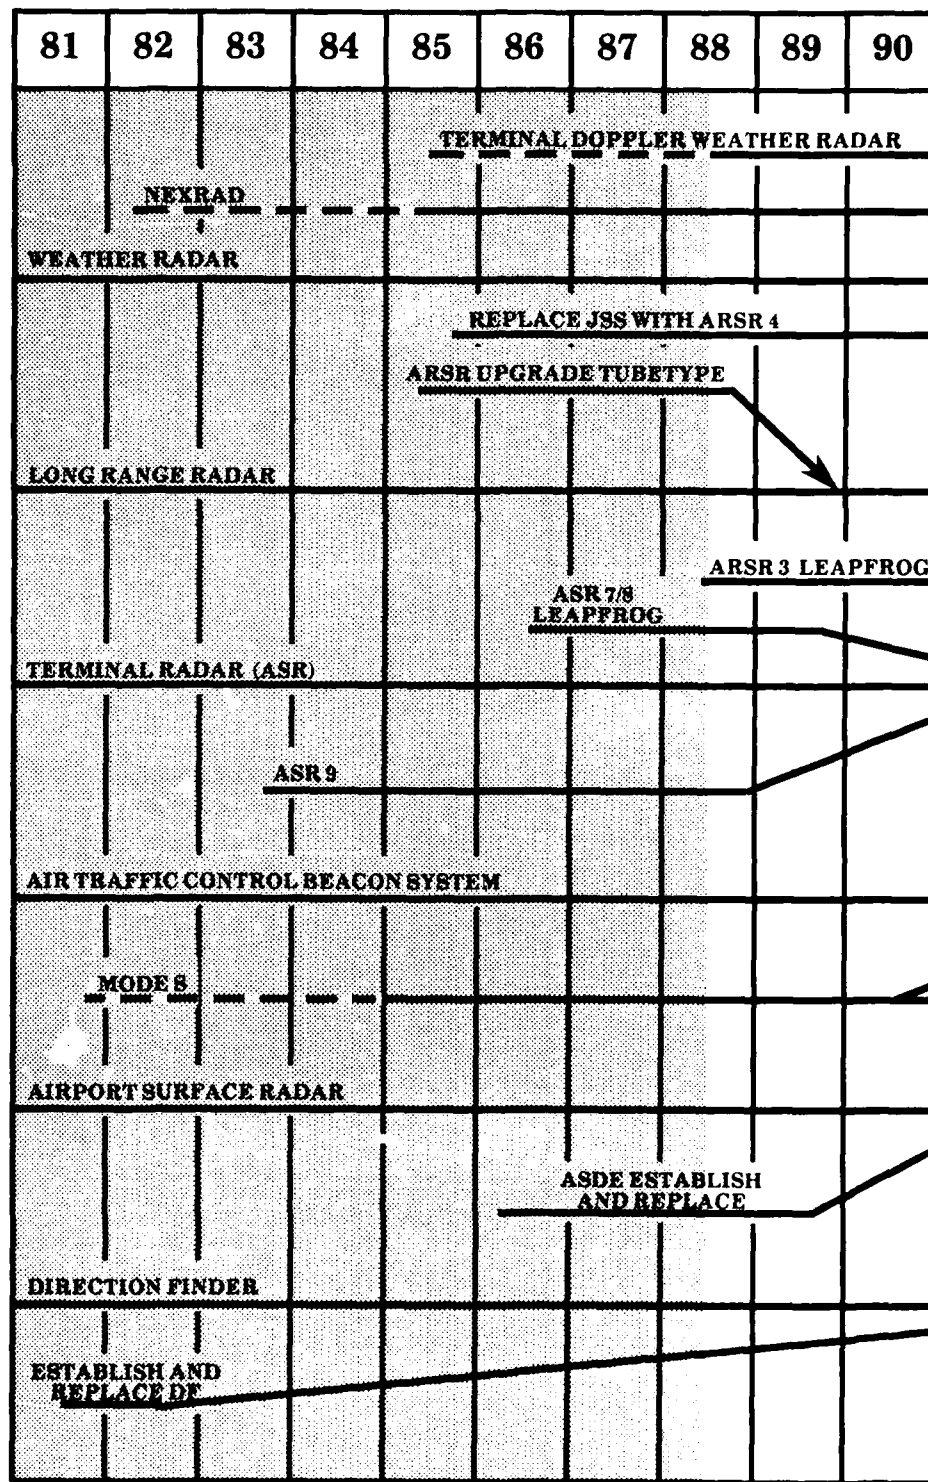 81 82 83 84 85 86 87 88 89 90
TERMINAL DOPPLER WEATHER RADAR
NEXRAD
WEATHER RADAR
REPLACE JSS WITH ARSR 4
ARSR UPGRADE TUBETYPE
LONG RANGE RADAR
ARSR 3 LEAPFROG
ASR 7/8
LEAPFROG
TERMINAL RADAR (ASR)
ASR 9
AIR TRAFFIC CONTROL BEACON SYSTEM
MODE S
AIRPORT SURFACE RADAR
ASDE ESTABLISH
AND REPLACE
DIRECTION FINDER
ESTABLISH AND
REPLACE DF